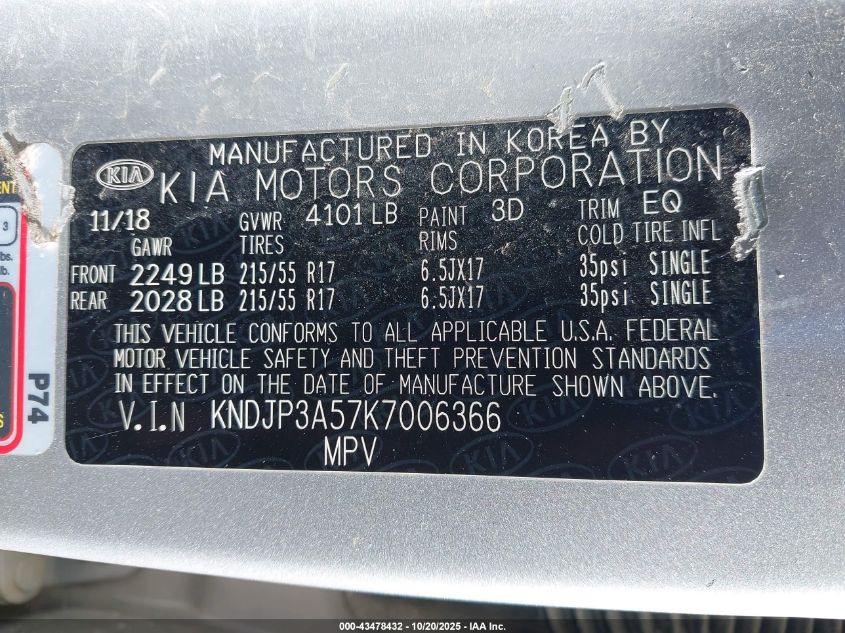 MANUFACTURED IN KOREA BY
KIA KIA MOTORS CORPORATION
11/18 GVWR 4101 LB PAINT 3D TRIM EQ
GAWR TIRES RIMS COLD TIRE INFL
FRONT 2249 LB 215/55 R17 6.5JX17 35psi SINGLE
REAR 2028 LB 215/55 R17 6.5JX17 35psi SINGLE
THIS VEHICLE CONFORMS TO ALL APPLICABLE U.S.A. FEDERAL
MOTOR VEHICLE SAFETY AND THEFT PREVENTION STANDARDS
IN EFFECT ON THE DATE OF MANUFACTURE SHOWN ABOVE.
V.I.N KNDJP3A57K7006366
MPV
3
lb.
P74
000-43478432 - 10/20/2025 - IAA Inc.